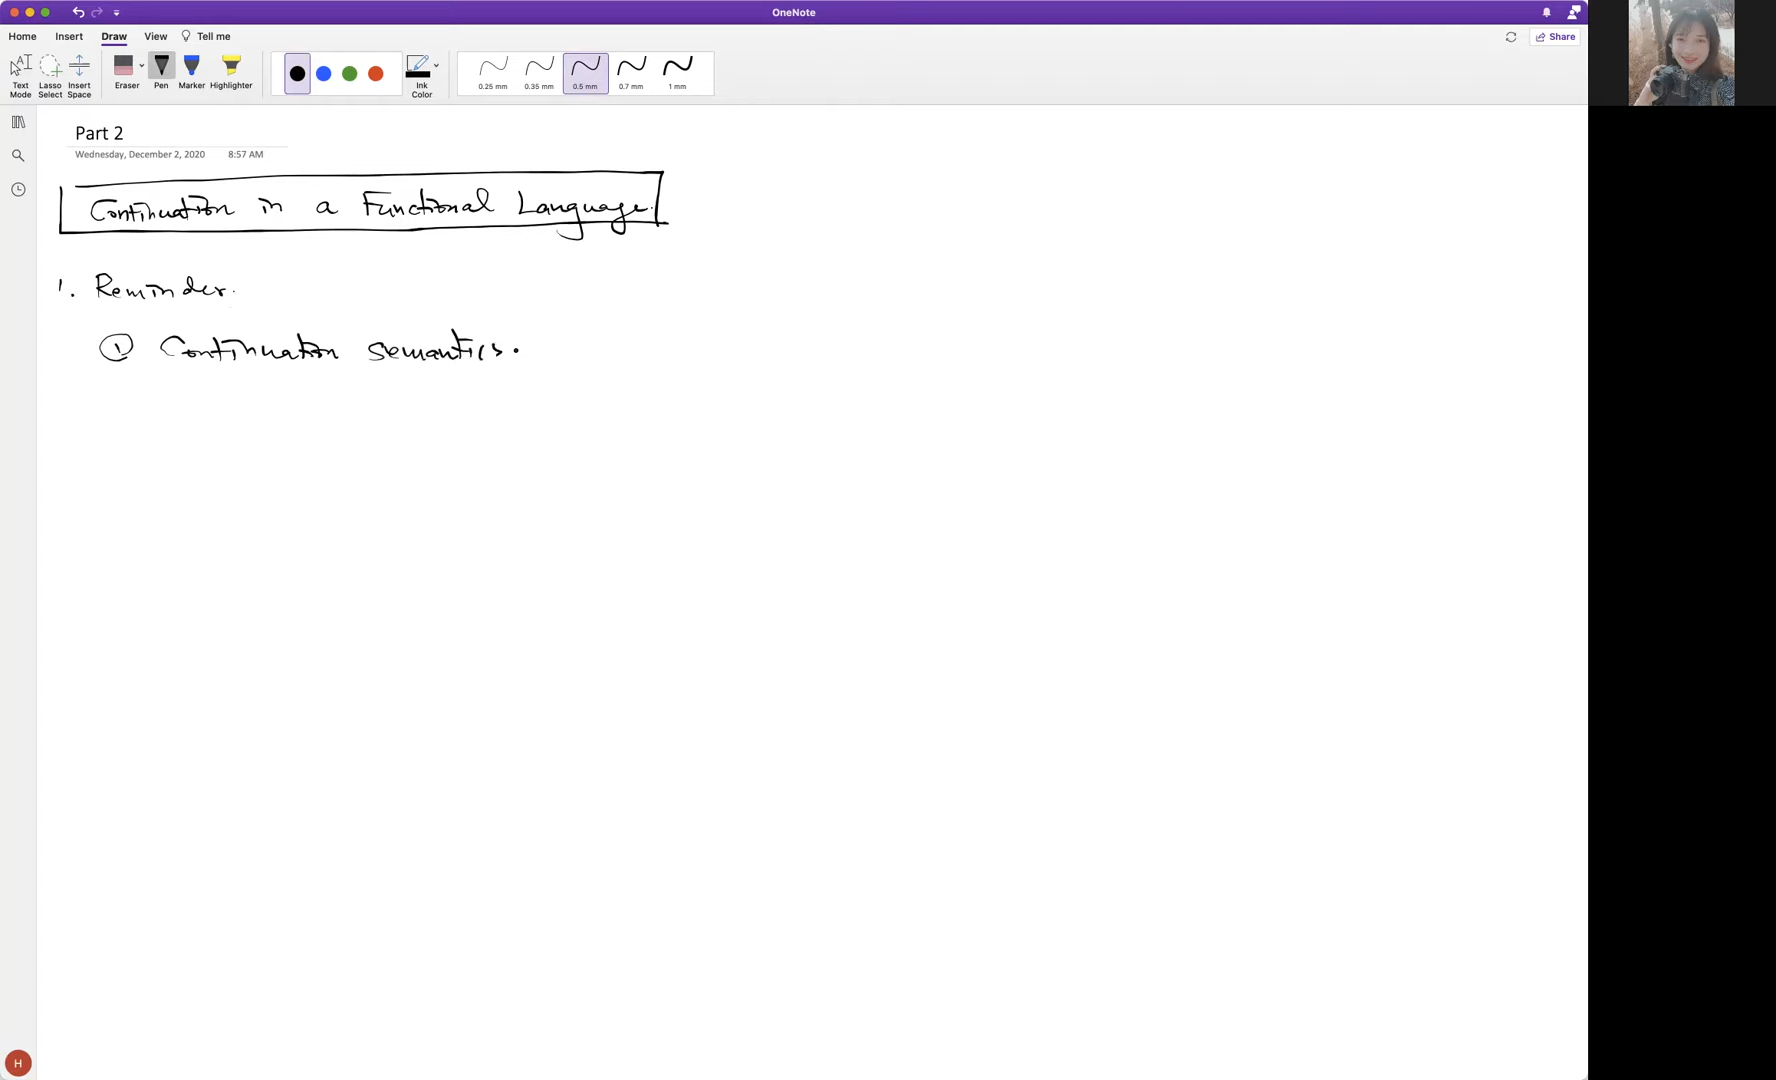 OneNote
Home Insert Draw View Tell me
Share
Text Mode
Lasso Select
Insert Space
Eraser
Pen
Marker
Highlighter
Ink Color
0.25 mm 0.35 mm 0.5 mm 0.7 mm 1 mm
Part 2
Wednesday, December 2, 2020 8:57 AM
Continuation in a Functional Language.
1. Reminder.
① Continuation semantics.
H